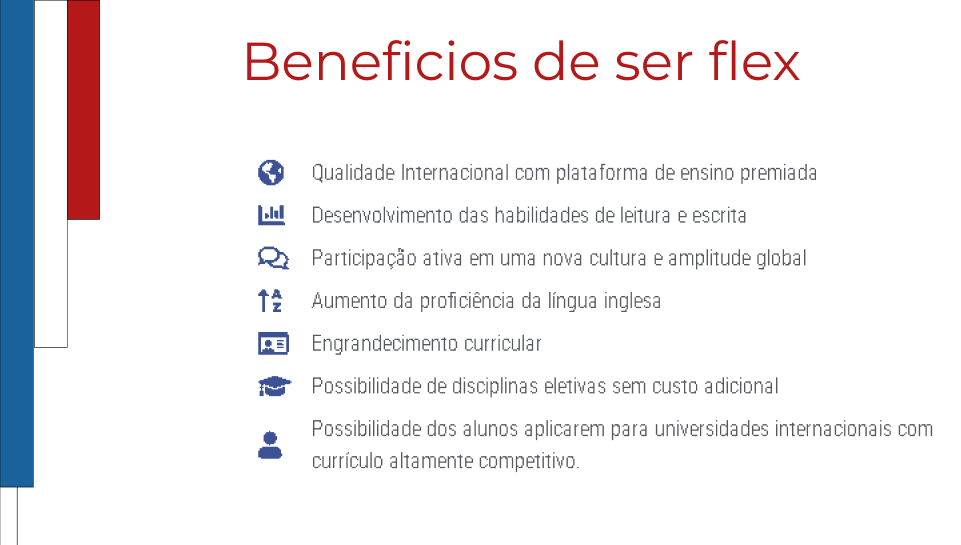 Beneficios de ser flex
Qualidade Internacional com plataforma de ensino premiada
Desenvolvimento das habilidades de leitura e escrita
Participação ativa em uma nova cultura e amplitude global
Aumento da proficiência da língua inglesa
Engrandecimento curricular
Possibilidade de disciplinas eletivas sem custo adicional
Possibilidade dos alunos aplicarem para universidades internacionais com
currículo altamente competitivo.